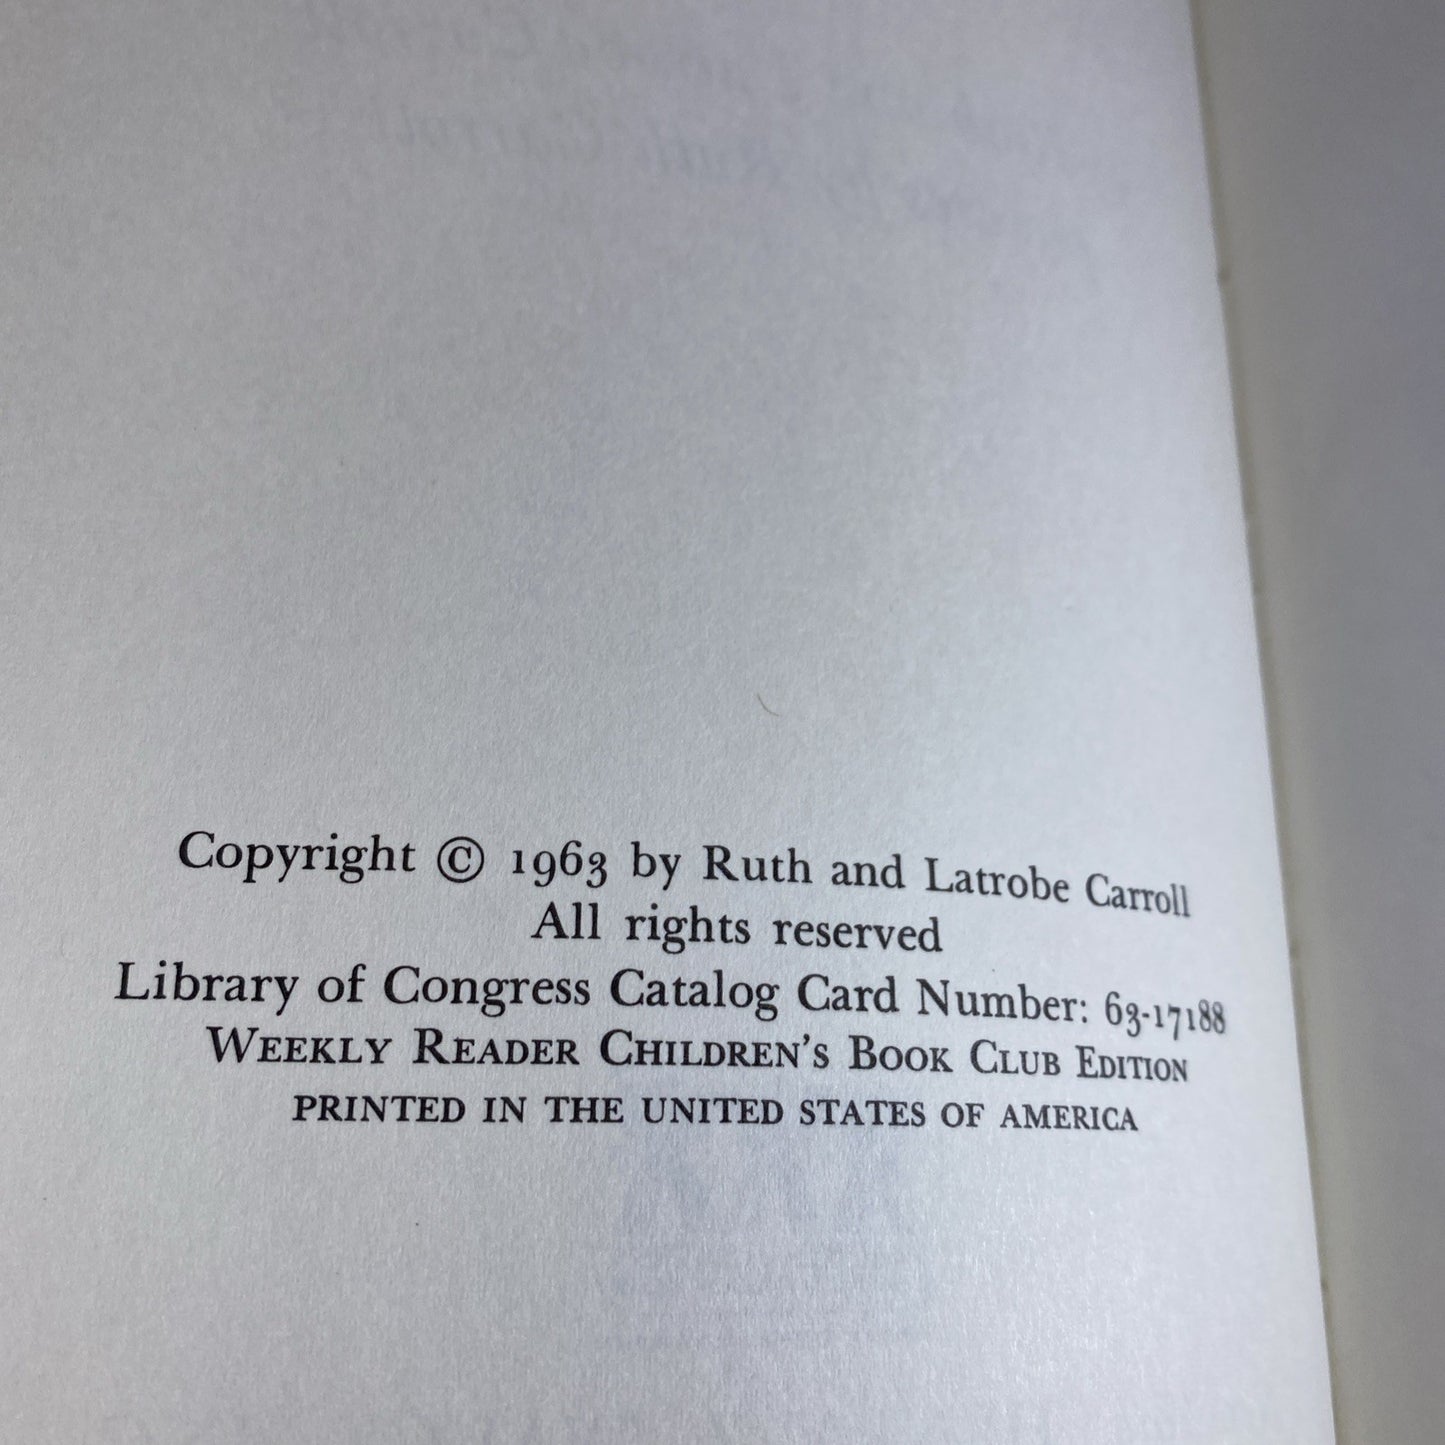 Copyright © 1963 by Ruth and Latrobe Carroll
All rights reserved
Library of Congress Catalog Card Number: 63-17188
WEEKLY READER CHILDREN'S BOOK CLUB EDITION
PRINTED IN THE UNITED STATES OF AMERICA